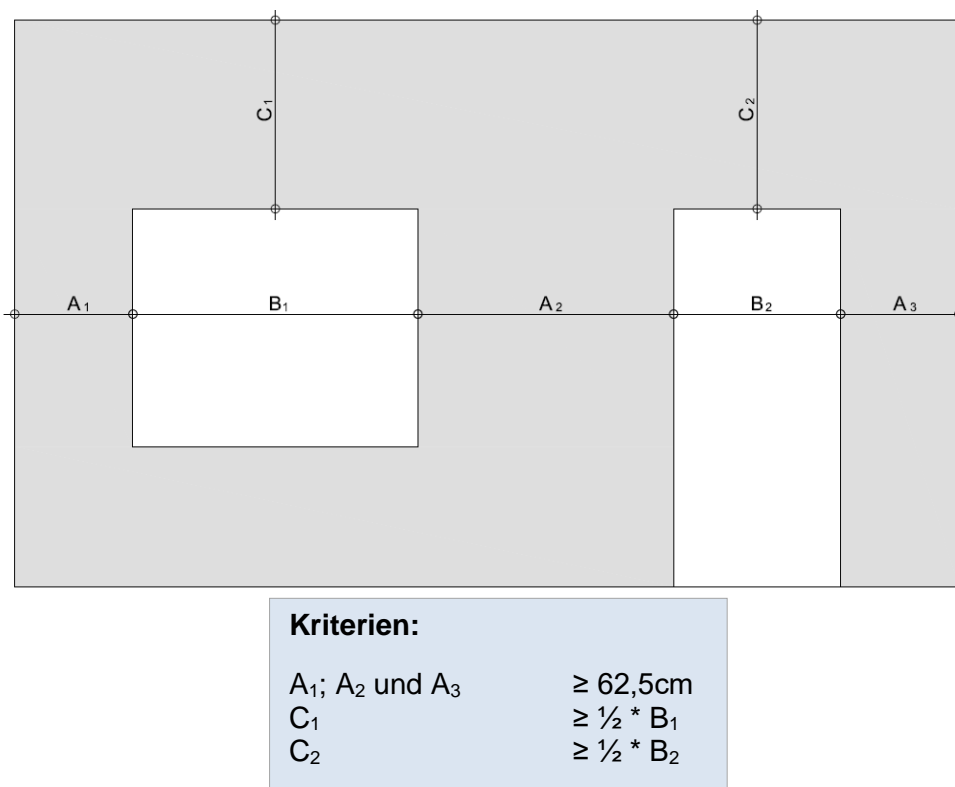 C₁
C₂
A₁ B₁ A₂ B₂ A₃
Kriterien:
A₁; A₂ und A₃ ≥ 62,5cm
C₁ ≥ ½ * B₁
C₂ ≥ ½ * B₂